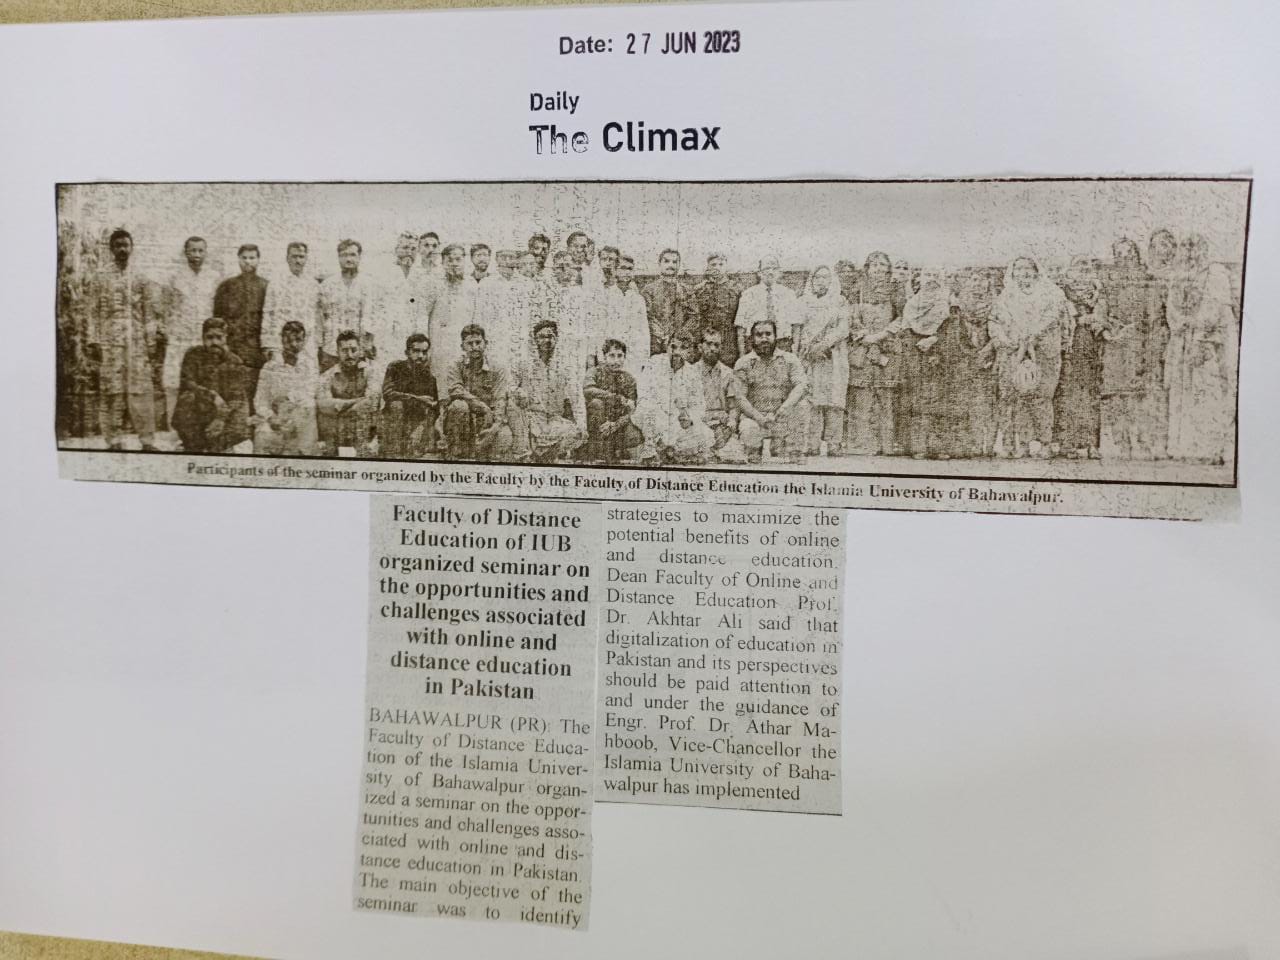 Date: 27 JUN 2023
Daily
The Climax
Participants of the seminar organized by the Faculty by the Faculty of Distance Education the Islamia University of Bahawalpur.
Faculty of Distance
Education of IUB
organized seminar on
the opportunities and
challenges associated
with online and
distance education
in Pakistan
BAHAWALPUR (PR): The
Faculty of Distance Educa-
tion of the Islamia Univer-
sity of Bahawalpur organ-
ized a seminar on the oppor-
tunities and challenges asso-
ciated with online and dis-
tance education in Pakistan.
The main objective of the
seminar was to identify
strategies to maximize the
potential benefits of online
and distance education.
Dean Faculty of Online and
Distance Education Prof.
Dr. Akhtar Ali said that
digitalization of education in
Pakistan and its perspectives
should be paid attention to
and under the guidance of
Engr. Prof. Dr. Athar Ma-
hboob, Vice-Chancellor the
Islamia University of Baha-
walpur has implemented